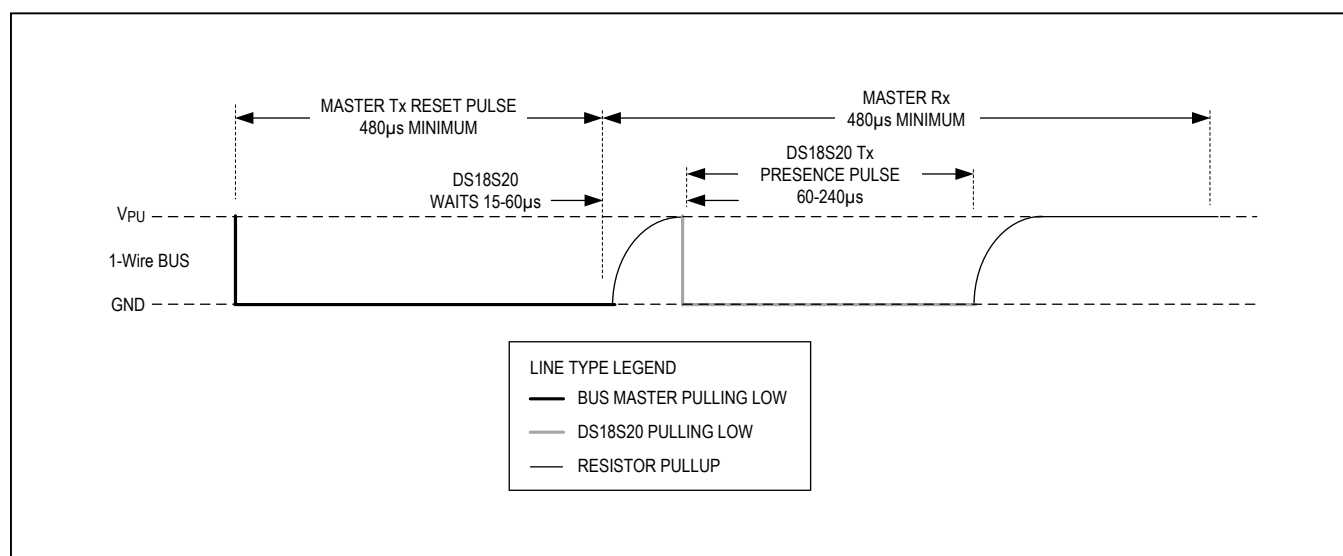 MASTER Tx RESET PULSE
480µs MINIMUM
MASTER Rx
480µs MINIMUM
DS18S20
WAITS 15-60µs
DS18S20 Tx
PRESENCE PULSE
60-240µs
VPU
1-Wire BUS
GND
LINE TYPE LEGEND
BUS MASTER PULLING LOW
DS18S20 PULLING LOW
RESISTOR PULLUP